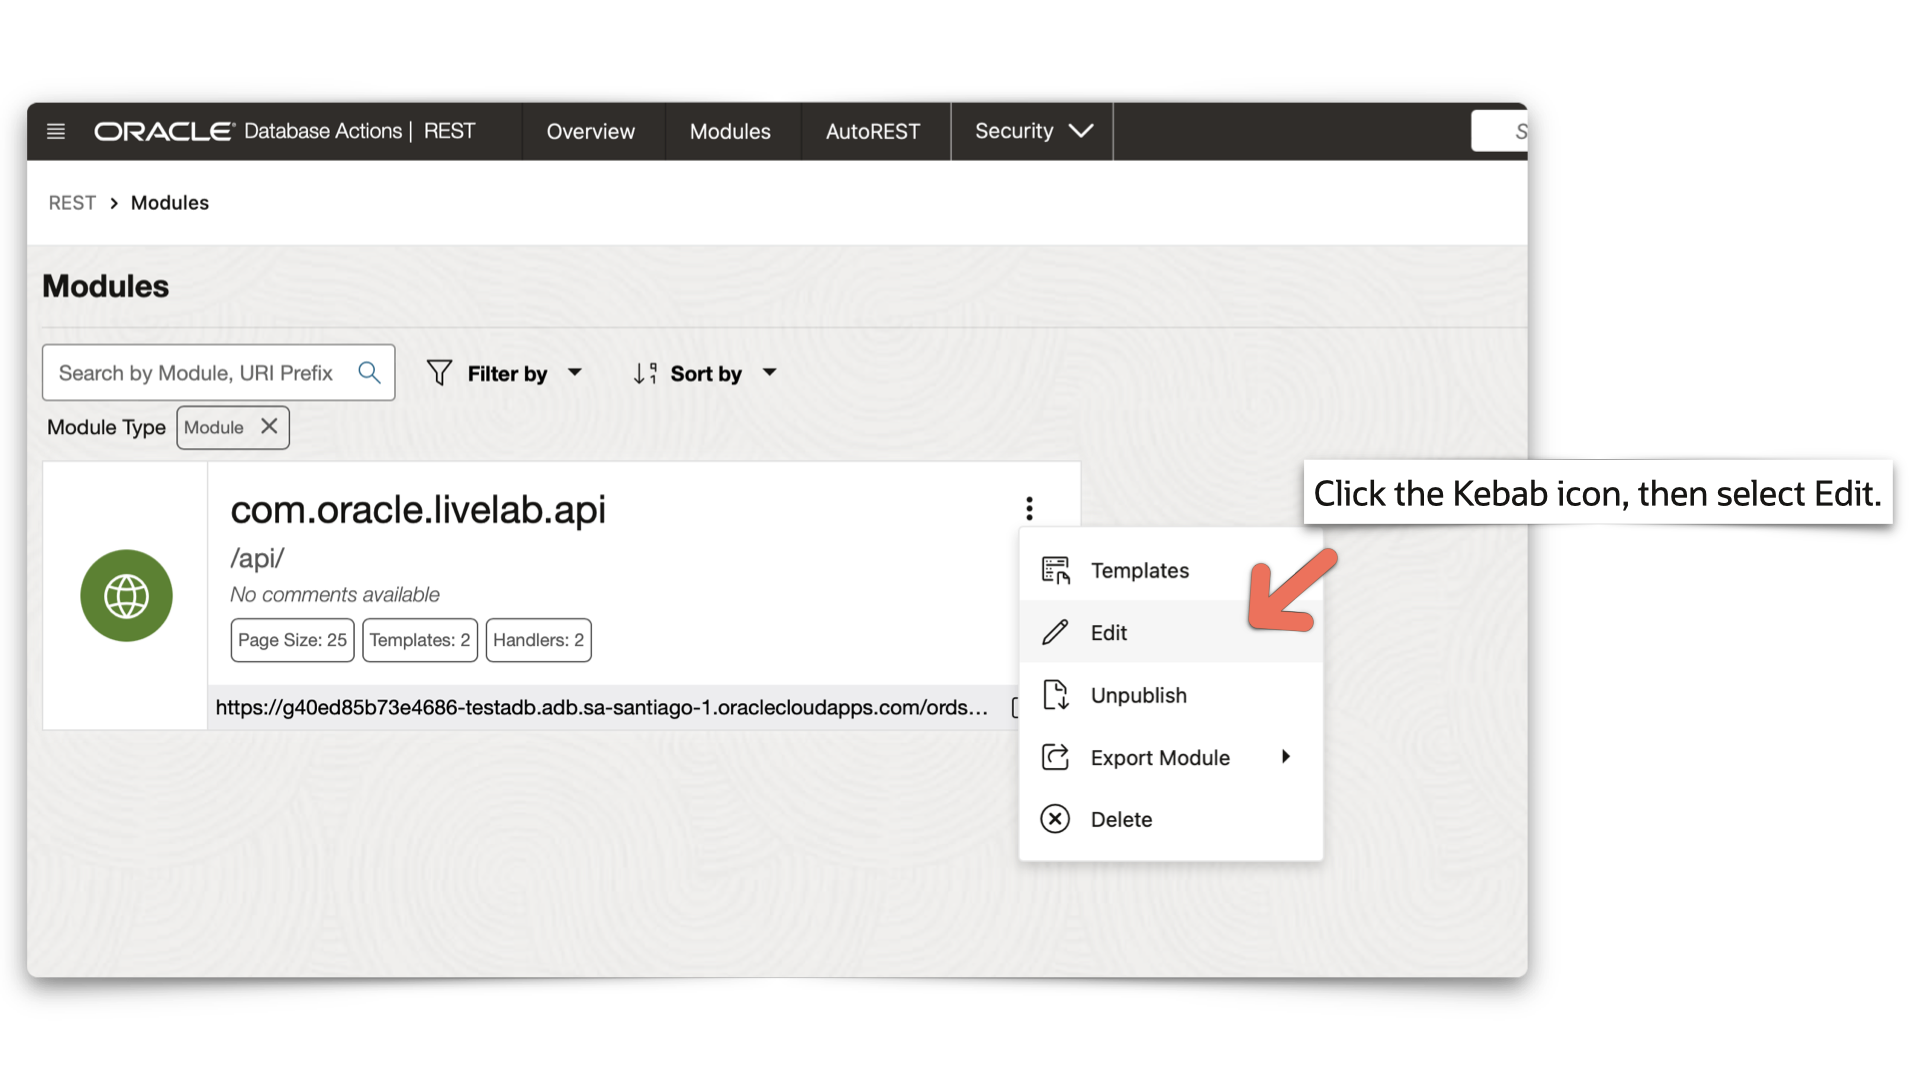 ORACLE® Database Actions | REST
Overview
Modules
AutoREST
Security
S
REST > Modules
Modules
Search by Module, URI Prefix
Filter by
Sort by
Module Type
Module
com.oracle.livelab.api
/api/
No comments available
Page Size: 25
Templates: 2
Handlers: 2
https://g40ed85b73e4686-testadb.adb.sa-santiago-1.oraclecloudapps.com/ords...
Templates
Edit
Unpublish
Export Module
Delete
Click the Kebab icon, then select Edit.